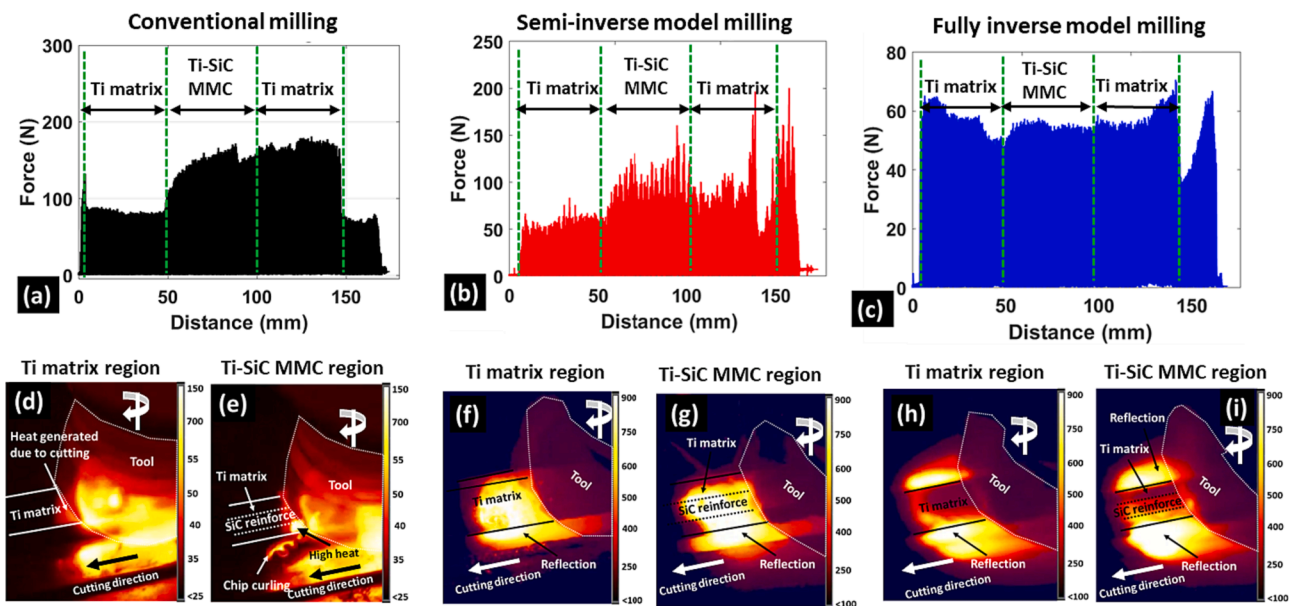 Conventional milling
300
250
200
150
100
50
0
Force (N)
Ti matrix
Ti-SiC
MMC
Ti matrix
(a)
0
50
100
150
Distance (mm)
Semi-inverse model milling
250
200
150
100
50
0
Force (N)
Ti matrix
Ti-SiC
MMC
Ti matrix
(b)
0
50
100
150
Distance (mm)
Fully inverse model milling
80
60
40
20
0
Force (N)
Ti matrix
Ti-SiC
MMC
Ti matrix
(c)
0
50
100
150
Distance (mm)
Ti matrix region
(d)
Heat generated
due to cutting
Tool
Ti matrix
Cutting direction
150
700
55
50
40
35
<25
Ti-SiC MMC region
(e)
Ti matrix
Tool
SiC reinforce
High heat
Chip curling
Cutting direction
150
700
55
50
40
35
<25
Ti matrix region
(f)
Tool
Ti matrix
Reflection
Cutting direction
900
750
600
500
400
250
<100
Ti-SiC MMC region
(g)
Ti matrix
Tool
SiC reinforce
Reflection
Cutting direction
900
750
600
500
400
250
<100
Ti matrix region
(h)
Tool
Ti matrix
Reflection
Cutting direction
900
750
600
500
400
250
<100
Ti-SiC MMC region
(i)
Reflection
Ti matrix
Tool
SiC reinforce
Reflection
Cutting direction
900
750
600
500
400
250
<100